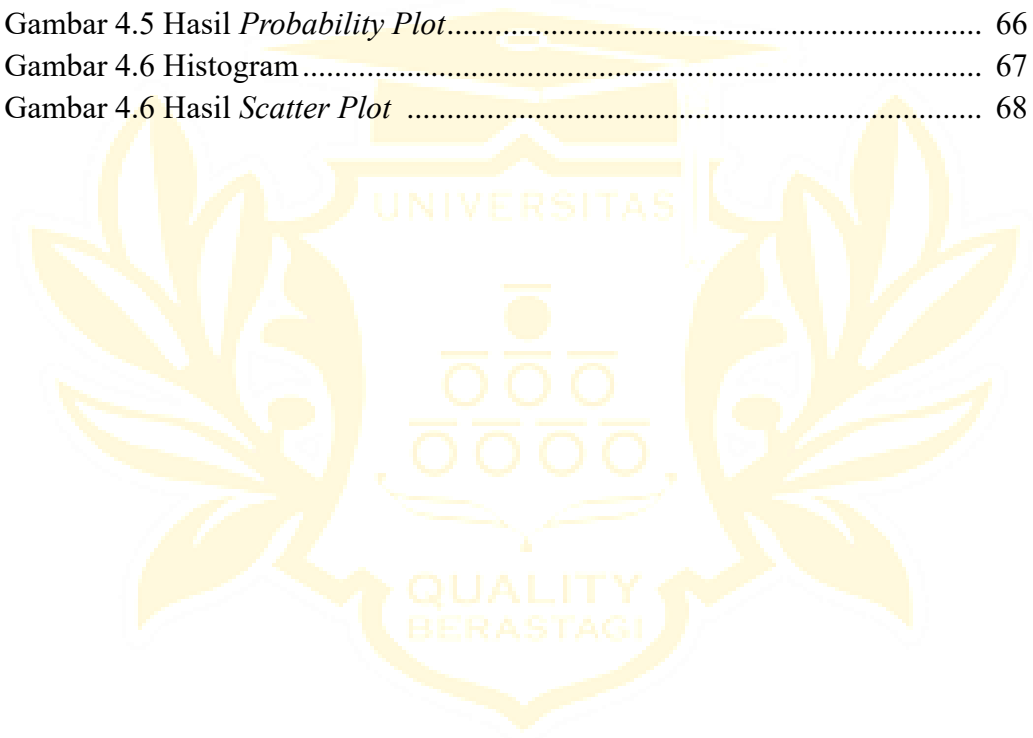 Gambar 4.5 Hasil Probability Plot.................................................................... 66
Gambar 4.6 Histogram.................................................................................... 67
Gambar 4.6 Hasil Scatter Plot ........................................................................ 68
UNIVERSITAS
QUALITY
BERASTAGI